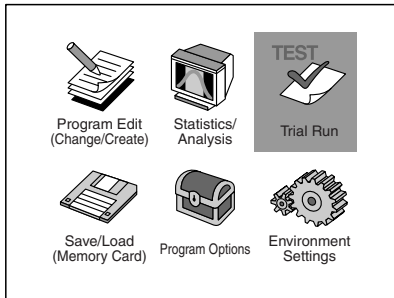 TEST
Program Edit
(Change/Create)
Statistics/
Analysis
Trial Run
Save/Load
(Memory Card)
Program Options
Environment
Settings